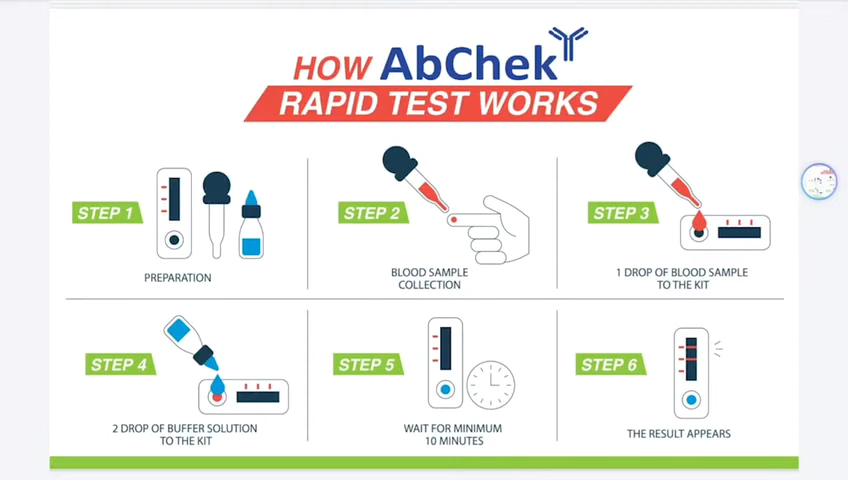 HOW AbChek
RAPID TEST WORKS
STEP 1
PREPARATION
STEP 2
BLOOD SAMPLE
COLLECTION
STEP 3
1 DROP OF BLOOD SAMPLE
TO THE KIT
STEP 4
2 DROP OF BUFFER SOLUTION
TO THE KIT
STEP 5
WAIT FOR MINIMUM
10 MINUTES
STEP 6
THE RESULT APPEARS